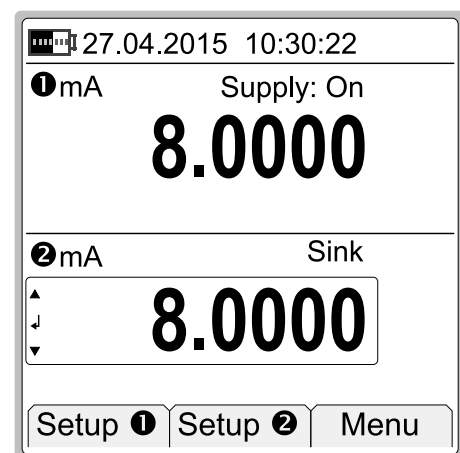 27.04.2015 10:30:22
❶mA Supply: On
8.0000
❷mA Sink
8.0000
Setup ❶ Setup ❷ Menu